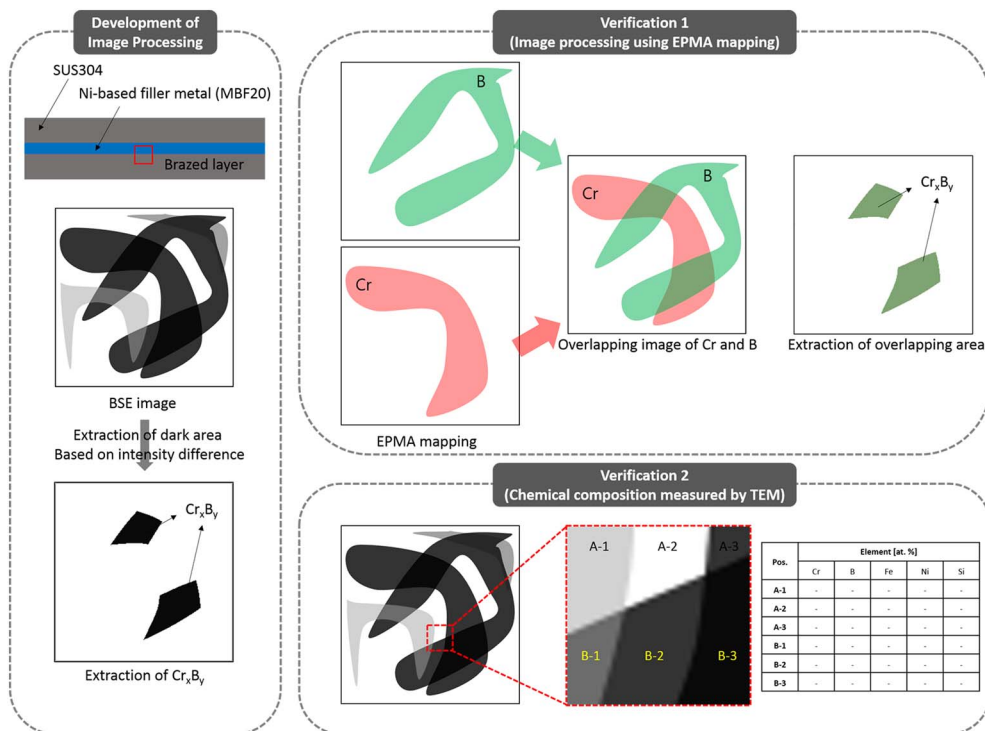 Development of
Image Processing
SUS304
Ni-based filler metal (MBF20)
Brazed layer
BSE image
Extraction of dark area
Based on intensity difference
CrxBy
Extraction of CrxBy
Verification 1
(Image processing using EPMA mapping)
B
Cr
EPMA mapping
Cr
B
Overlapping image of Cr and B
CrxBy
Extraction of overlapping area
Verification 2
(Chemical composition measured by TEM)
A-1 A-2 A-3
B-1 B-2 B-3
Pos. Element [at. %]
Cr B Fe Ni Si
A-1 - - - - -
A-2 - - - - -
A-3 - - - - -
B-1 - - - - -
B-2 - - - - -
B-3 - - - - -